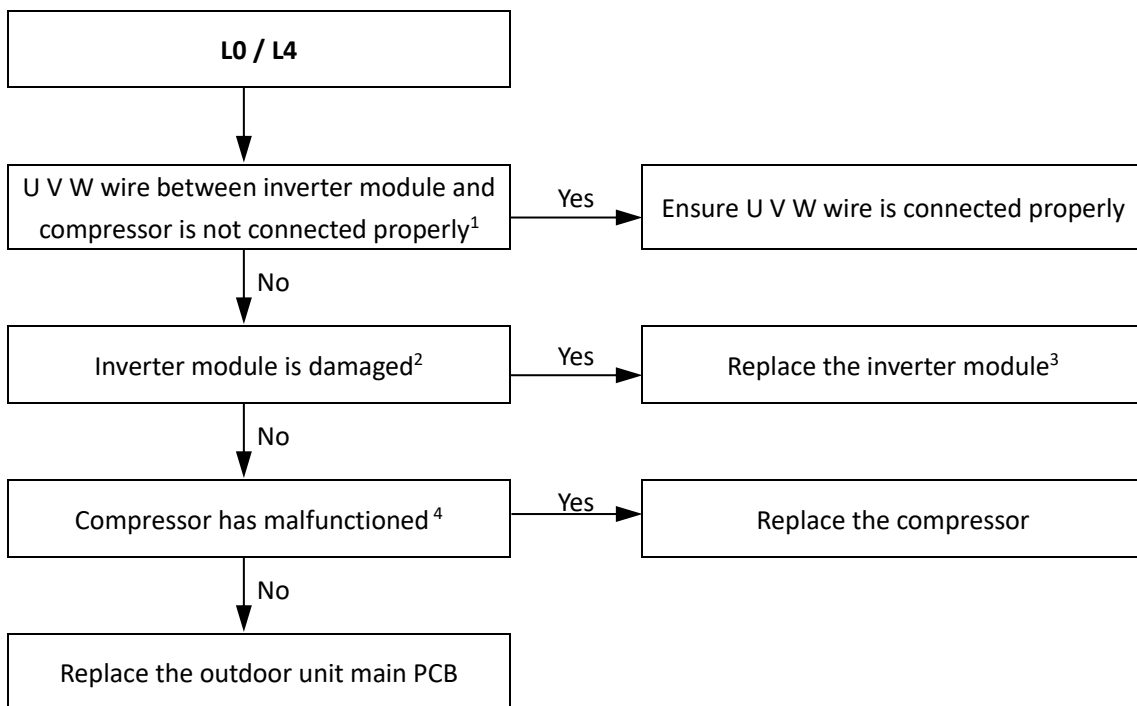 L0 / L4
U V W wire between inverter module and
compressor is not connected properly¹
Yes
Ensure U V W wire is connected properly
No
Inverter module is damaged²
Yes
Replace the inverter module³
No
Compressor has malfunctioned ⁴
Yes
Replace the compressor
No
Replace the outdoor unit main PCB